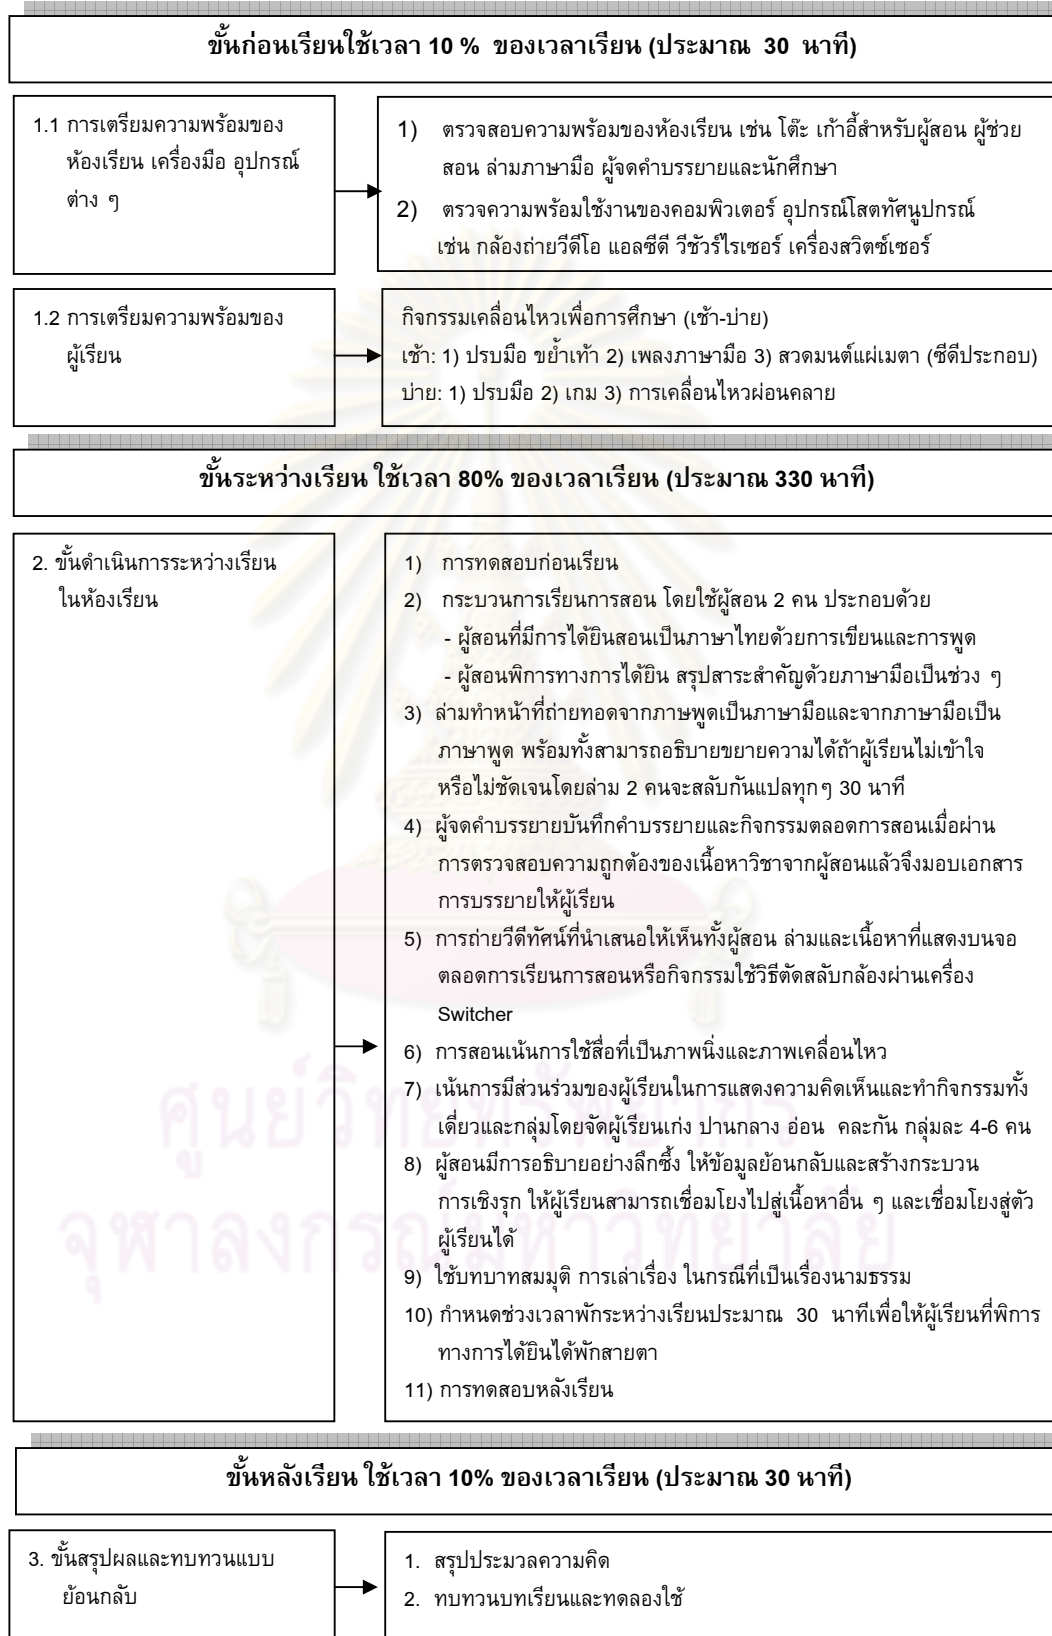 ขั้นก่อนเรียนใช้เวลา 10 % ของเวลาเรียน (ประมาณ 30 นาที)
1.1 การเตรียมความพร้อมของ
ห้องเรียน เครื่องมือ อุปกรณ์
ต่าง ๆ
1) ตรวจสอบความพร้อมของห้องเรียน เช่น โต๊ะ เก้าอี้สำหรับผู้สอน ผู้ช่วย
สอน ล่ามภาษามือ ผู้จดคำบรรยายและนักศึกษา
2) ตรวจความพร้อมใช้งานของคอมพิวเตอร์ อุปกรณ์โสตทัศนูปกรณ์
เช่น กล้องถ่ายวีดีโอ แอลซีดี วีชัวร์ไรเซอร์ เครื่องสวิตซ์เซอร์
1.2 การเตรียมความพร้อมของ
ผู้เรียน
กิจกรรมเคลื่อนไหวเพื่อการศึกษา (เช้า-บ่าย)
เช้า: 1) ปรบมือ ขย้ำเท้า 2) เพลงภาษามือ 3) สวดมนต์แผ่เมตา (ซีดีประกอบ)
บ่าย: 1) ปรบมือ 2) เกม 3) การเคลื่อนไหวผ่อนคลาย
ขั้นระหว่างเรียน ใช้เวลา 80% ของเวลาเรียน (ประมาณ 330 นาที)
2. ขั้นดำเนินการระหว่างเรียน
ในห้องเรียน
1) การทดสอบก่อนเรียน
2) กระบวนการเรียนการสอน โดยใช้ผู้สอน 2 คน ประกอบด้วย
- ผู้สอนที่มีการได้ยินสอนเป็นภาษาไทยด้วยการเขียนและการพูด
- ผู้สอนพิการทางการได้ยิน สรุปสาระสำคัญด้วยภาษามือเป็นช่วง ๆ
3) ล่ามทำหน้าที่ถ่ายทอดจากภาษพูดเป็นภาษามือและจากภาษามือเป็น
ภาษาพูด พร้อมทั้งสามารถอธิบายขยายความได้ถ้าผู้เรียนไม่เข้าใจ
หรือไม่ชัดเจนโดยล่าม 2 คนจะสลับกันแปลทุกๆ 30 นาที
4) ผู้จดคำบรรยายบันทึกคำบรรยายและกิจกรรมตลอดการสอนเมื่อผ่าน
การตรวจสอบความถูกต้องของเนื้อหาวิชาจากผู้สอนแล้วจึงมอบเอกสาร
การบรรยายให้ผู้เรียน
5) การถ่ายวีดีทัศน์ที่นำเสนอให้เห็นทั้งผู้สอน ล่ามและเนื้อหาที่แสดงบนจอ
ตลอดการเรียนการสอนหรือกิจกรรมใช้วิธีตัดสลับกล้องผ่านเครื่อง
Switcher
6) การสอนเน้นการใช้สื่อที่เป็นภาพนิ่งและภาพเคลื่อนไหว
7) เน้นการมีส่วนร่วมของผู้เรียนในการแสดงความคิดเห็นและทำกิจกรรมทั้ง
เดี่ยวและกลุ่มโดยจัดผู้เรียนเก่ง ปานกลาง อ่อน คละกัน กลุ่มละ 4-6 คน
8) ผู้สอนมีการอธิบายอย่างลึกซึ้ง ให้ข้อมูลย้อนกลับและสร้างกระบวน
การเชิงรุก ให้ผู้เรียนสามารถเชื่อมโยงไปสู่เนื้อหาอื่น ๆ และเชื่อมโยงสู่ตัว
ผู้เรียนได้
9) ใช้บทบาทสมมุติ การเล่าเรื่อง ในกรณีที่เป็นเรื่องนามธรรม
10) กำหนดช่วงเวลาพักระหว่างเรียนประมาณ 30 นาทีเพื่อให้ผู้เรียนที่พิการ
ทางการได้ยินได้พักสายตา
11) การทดสอบหลังเรียน
ศูนย์วิทยทรัพยากร
จุฬาลงกรณ์มหาวิทยาลัย
ขั้นหลังเรียน ใช้เวลา 10% ของเวลาเรียน (ประมาณ 30 นาที)
3. ขั้นสรุปผลและทบทวนแบบ
ย้อนกลับ
1. สรุปประมวลความคิด
2. ทบทวนบทเรียนและทดลองใช้